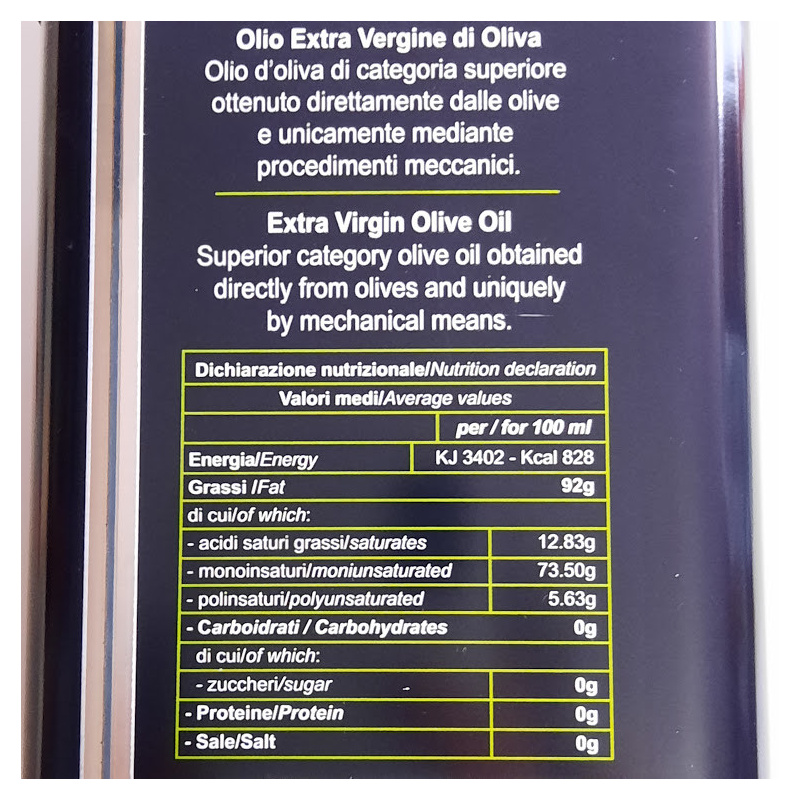 Olio Extra Vergine di Oliva
Olio d'oliva di categoria superiore
ottenuto direttamente dalle olive
e unicamente mediante
procedimenti meccanici.
Extra Virgin Olive Oil
Superior category olive oil obtained
directly from olives and uniquely
by mechanical means.
Dichiarazione nutrizionale/Nutrition declaration
Valori medi/Average values
per / for 100 ml
Energia/Energy KJ 3402 - Kcal 828
Grassi /Fat 92g
di cui/of which:
- acidi saturi grassi/saturates 12.83g
- monoinsaturi/moniunsaturated 73.50g
- polinsaturi/polyunsaturated 5.63g
- Carboidrati / Carbohydrates 0g
di cui/of which:
- zuccheri/sugar 0g
- Proteine/Protein 0g
- Sale/Salt 0g